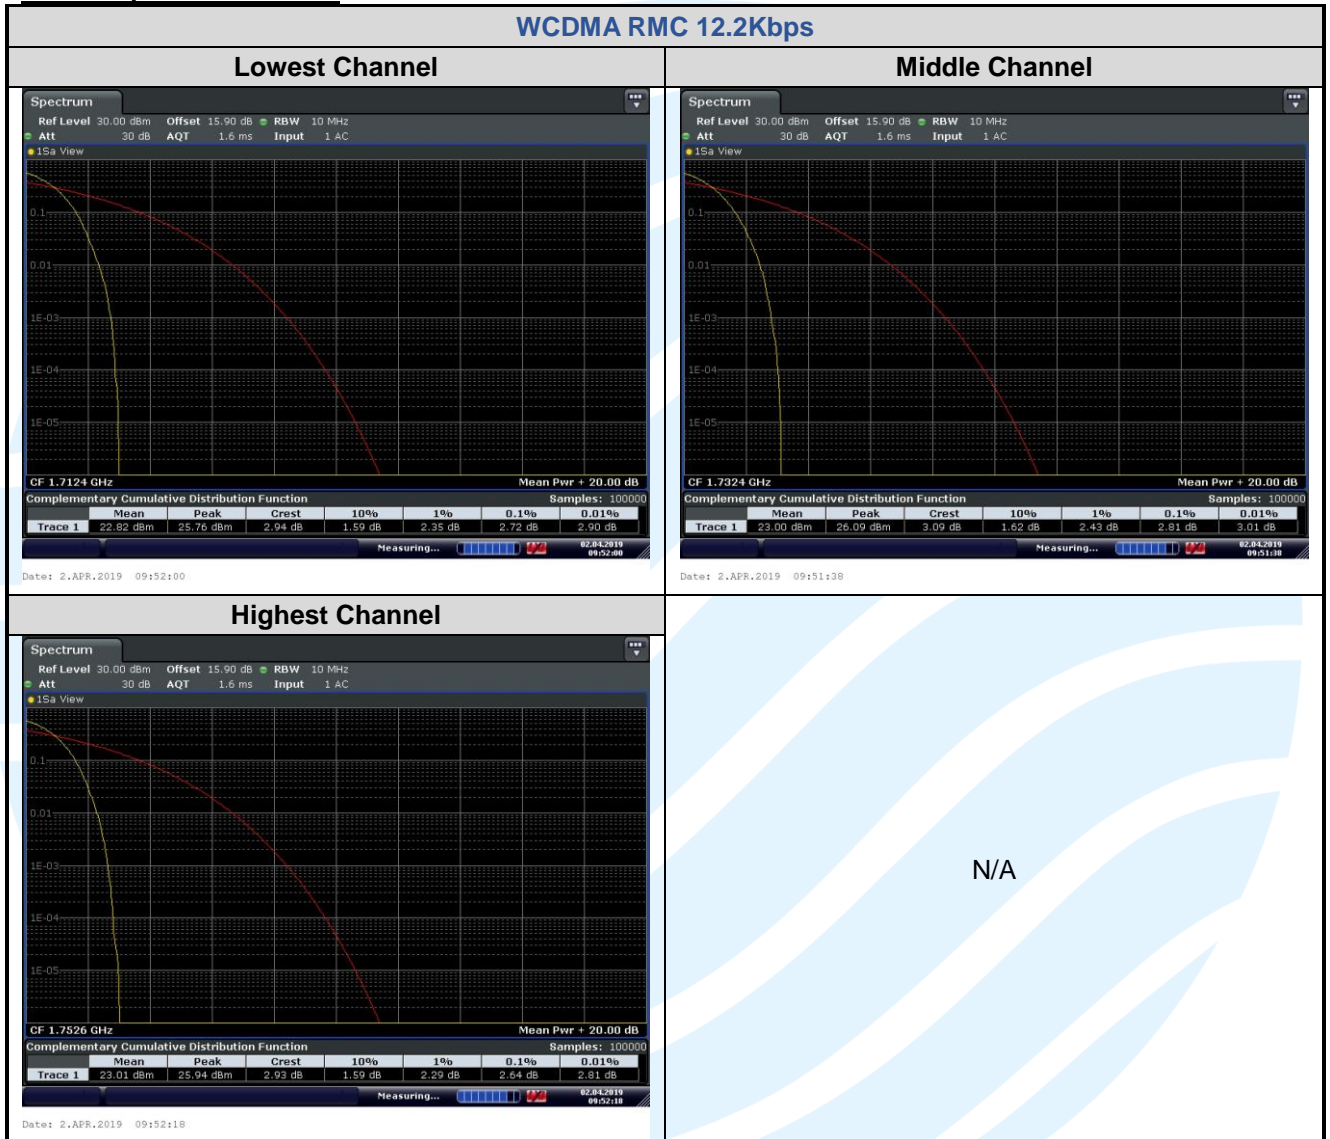 WCDMA RMC 12.2Kbps
Lowest Channel
Middle Channel
Spectrum
Ref Level 30.00 dBm Offset 15.90 dB RBW 10 MHz
Att 30 dB AQT 1.6 ms Input 1 AC
1Sa View
0.1
0.01
1E-03
1E-04
1E-05
CF 1.7124 GHz Mean Pwr + 20.00 dB
Complementary Cumulative Distribution Function Samples: 100000
Mean Peak Crest 10% 1% 0.1% 0.01%
Trace 1 22.82 dBm 25.76 dBm 2.94 dB 1.59 dB 2.35 dB 2.72 dB 2.90 dB
Measuring... 02.04.2019
09:52:00
Date: 2.APR.2019 09:52:00
Spectrum
Ref Level 30.00 dBm Offset 15.90 dB RBW 10 MHz
Att 30 dB AQT 1.6 ms Input 1 AC
1Sa View
0.1
0.01
1E-03
1E-04
1E-05
CF 1.7324 GHz Mean Pwr + 20.00 dB
Complementary Cumulative Distribution Function Samples: 100000
Mean Peak Crest 10% 1% 0.1% 0.01%
Trace 1 23.00 dBm 26.09 dBm 3.09 dB 1.62 dB 2.43 dB 2.81 dB 3.01 dB
Measuring... 02.04.2019
09:51:38
Date: 2.APR.2019 09:51:38
Highest Channel
Spectrum
Ref Level 30.00 dBm Offset 15.90 dB RBW 10 MHz
Att 30 dB AQT 1.6 ms Input 1 AC
1Sa View
0.1
0.01
1E-03
1E-04
1E-05
CF 1.7526 GHz Mean Pwr + 20.00 dB
Complementary Cumulative Distribution Function Samples: 100000
Mean Peak Crest 10% 1% 0.1% 0.01%
Trace 1 23.01 dBm 25.94 dBm 2.93 dB 1.59 dB 2.29 dB 2.64 dB 2.81 dB
Measuring... 02.04.2019
09:52:18
Date: 2.APR.2019 09:52:18
N/A